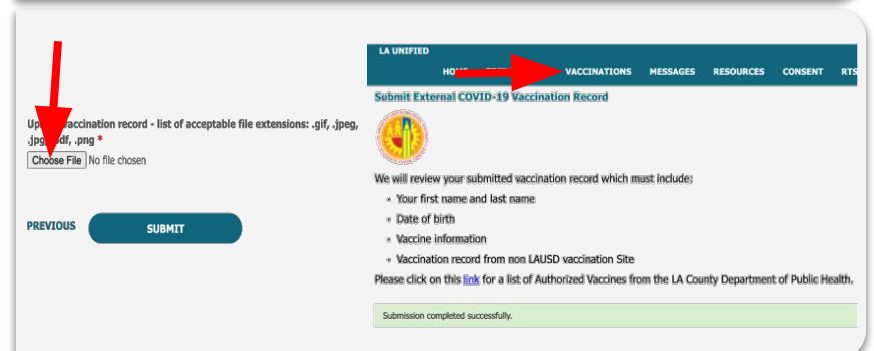 vaccination record - list of acceptable file extensions: .gif, .jpeg,
.png *
Choose File No file chosen
PREVIOUS
SUBMIT
LA UNIFIED
VACCINATIONS MESSAGES RESOURCES CONSENT RTS
Submit External COVID-19 Vaccination Record
We will review your submitted vaccination record which must include:
Your first name and last name
Date of birth
Vaccine information
Vaccination record from non LAUSD vaccination Site
Please click on this link for a list of Authorized Vaccines from the LA County Department of Public Health.
Submission completed successfully.